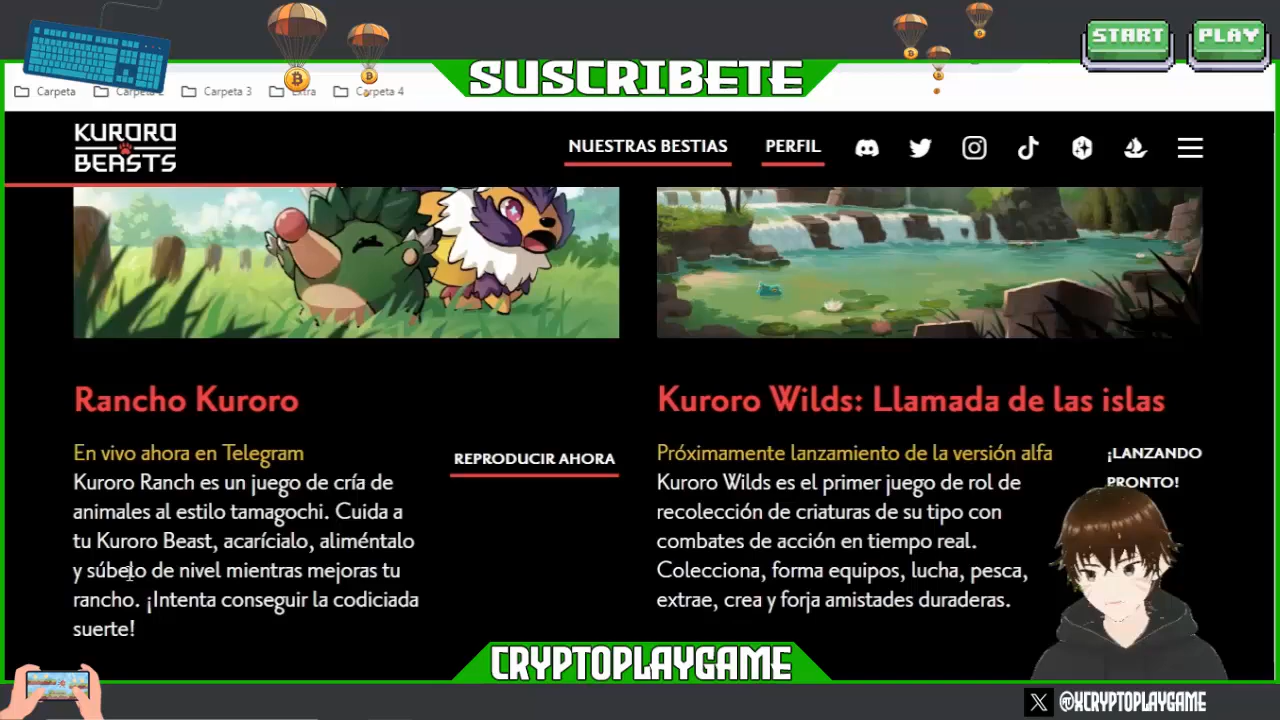 START
PLAY
SUSCRIBETE
Carpeta
Carpeta
Carpeta 3
Extra
Carpeta 4
KURORO
BEASTS
NUESTRAS BESTIAS
PERFIL
Rancho Kuroro
En vivo ahora en Telegram
Kuroro Ranch es un juego de cría de
animales al estilo tamagochi. Cuida a
tu Kuroro Beast, acarícialo, aliméntalo
y súbelo de nivel mientras mejoras tu
rancho. ¡Intenta conseguir la codiciada
suerte!
REPRODUCIR AHORA
Kuroro Wilds: Llamada de las islas
Próximamente lanzamiento de la versión alfa
Kuroro Wilds es el primer juego de rol de
recolección de criaturas de su tipo con
combates de acción en tiempo real.
Colecciona, forma equipos, lucha, pesca,
extrae, crea y forja amistades duraderas.
¡LANZANDO
PRONTO!
CRYPTOPLAYGAME
@XCRYPTOPLAYGAME